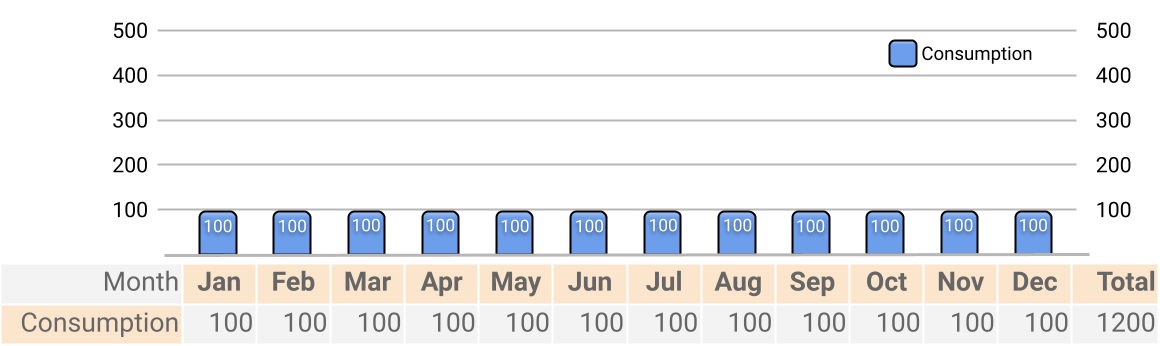 500 500
Consumption
400 400
300 300
200 200
100 100
100 100 100 100 100 100 100 100 100 100 100 100
Month Jan Feb Mar Apr May Jun Jul Aug Sep Oct Nov Dec Total
Consumption 100 100 100 100 100 100 100 100 100 100 100 100 1200